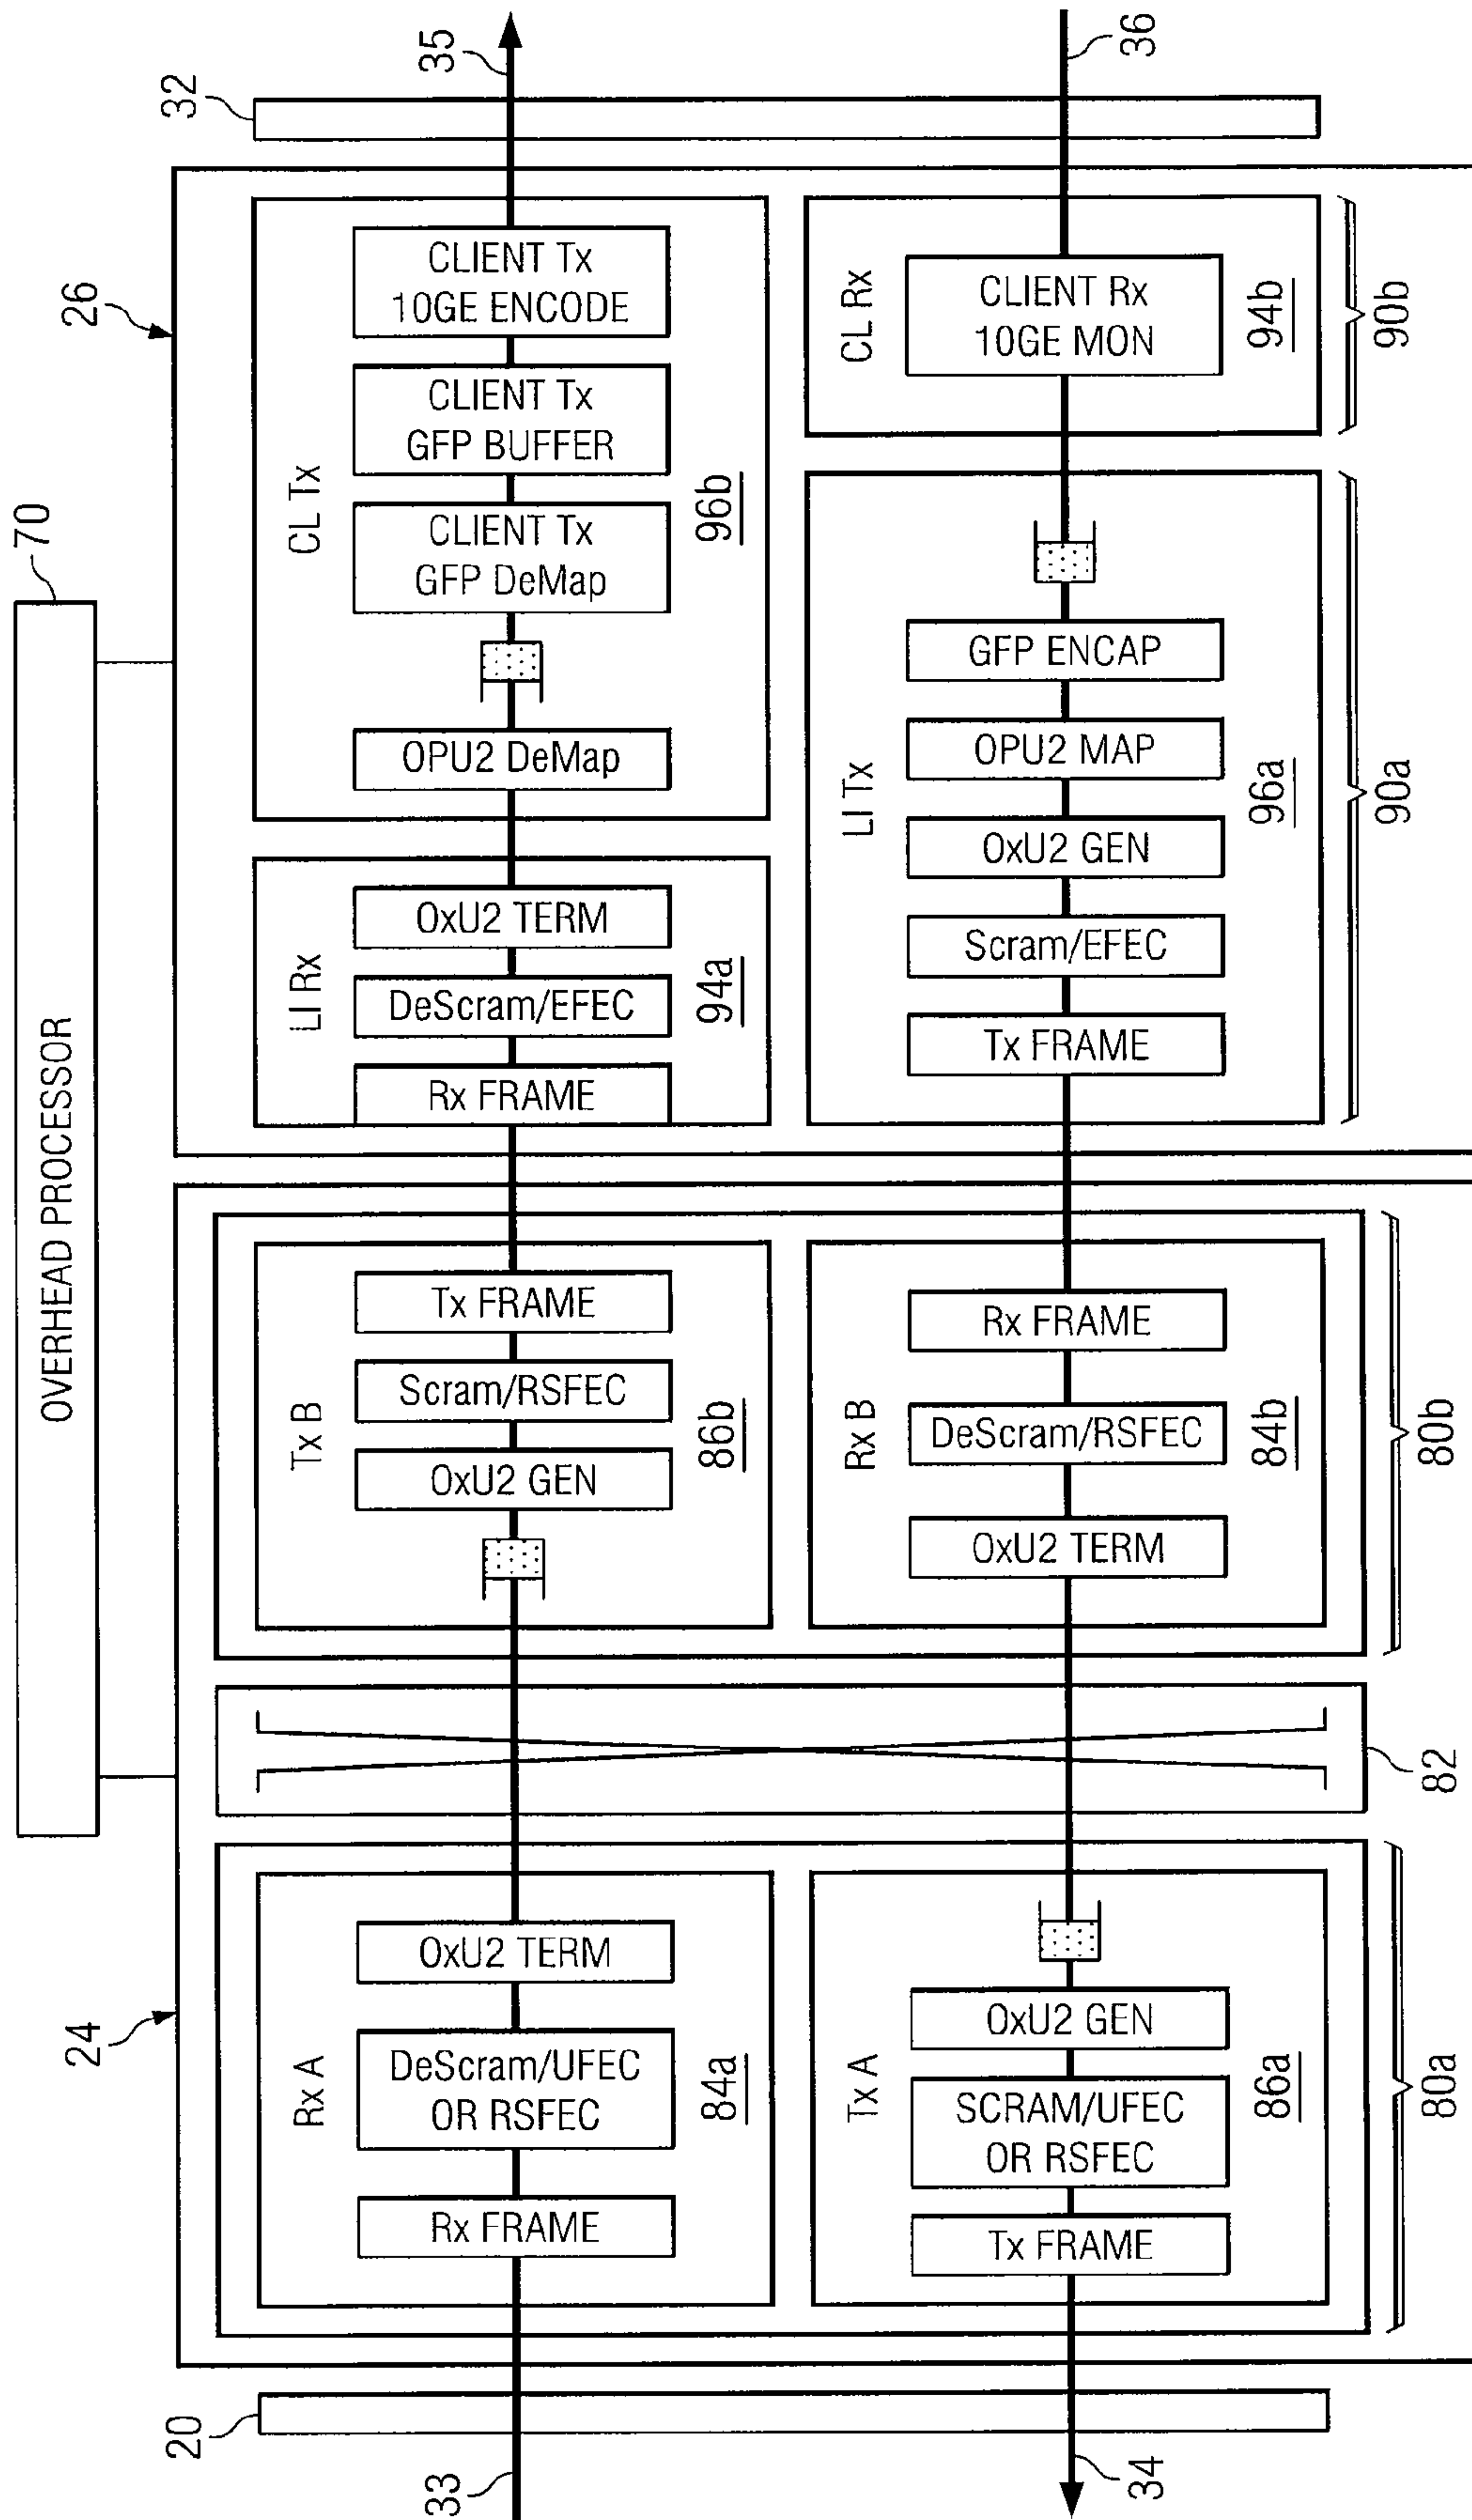 OVERHEAD PROCESSOR
70
24
26
20
32
33
35
Rx A
Rx FRAME
DeScram/UFEC
OR RSFEC
OxU2 TERM
84a
Tx B
OxU2 GEN
Scram/RSFEC
Tx FRAME
86b
LI Rx
Rx FRAME
DeScram/EFEC
OxU2 TERM
94a
CL Tx
OPU2 DeMap
CLIENT Tx
GFP DeMap
CLIENT Tx
GFP BUFFER
CLIENT Tx
10GE ENCODE
96b
34
36
Tx A
Tx FRAME
SCRAM/UFEC
OR RSFEC
OxU2 GEN
86a
Rx B
OxU2 TERM
DeScram/RSFEC
Rx FRAME
84b
LI Tx
Tx FRAME
Scram/EFEC
OxU2 GEN
OPU2 MAP
GFP ENCAP
96a
CL Rx
CLIENT Rx
10GE MON
94b
80a
82
80b
90a
90b